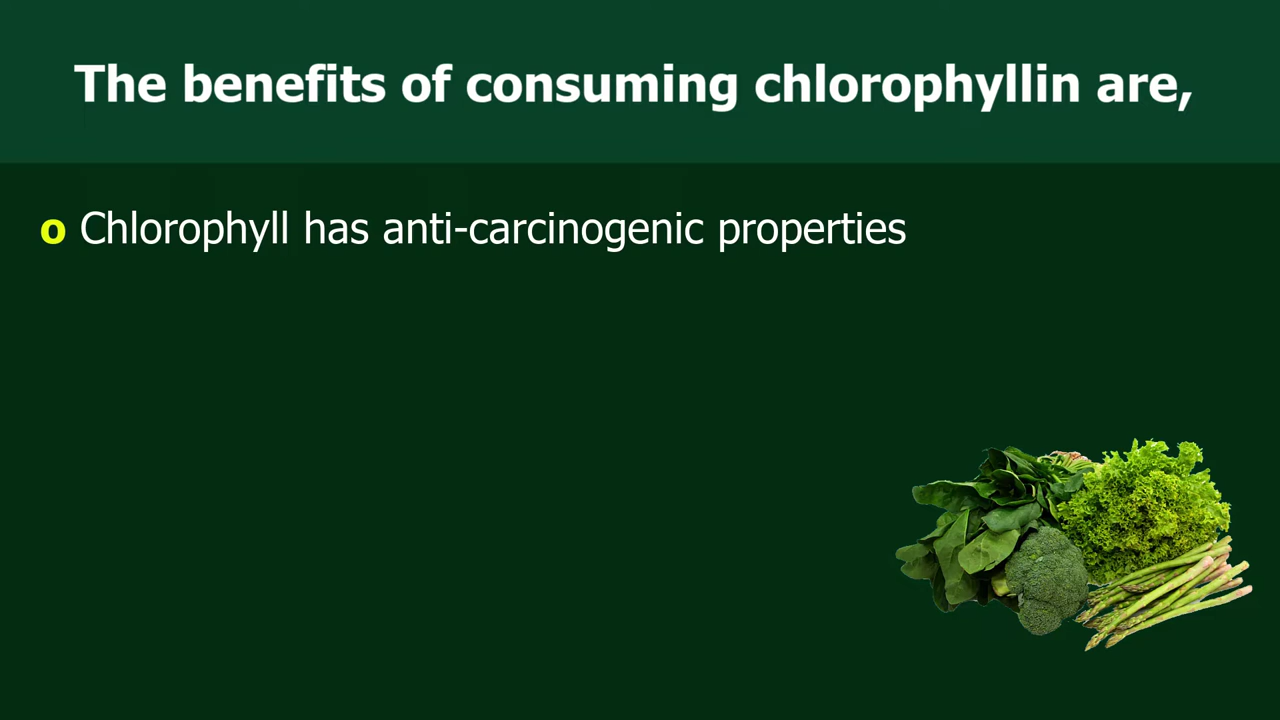 The benefits of consuming chlorophyllin are,
o Chlorophyll has anti-carcinogenic properties